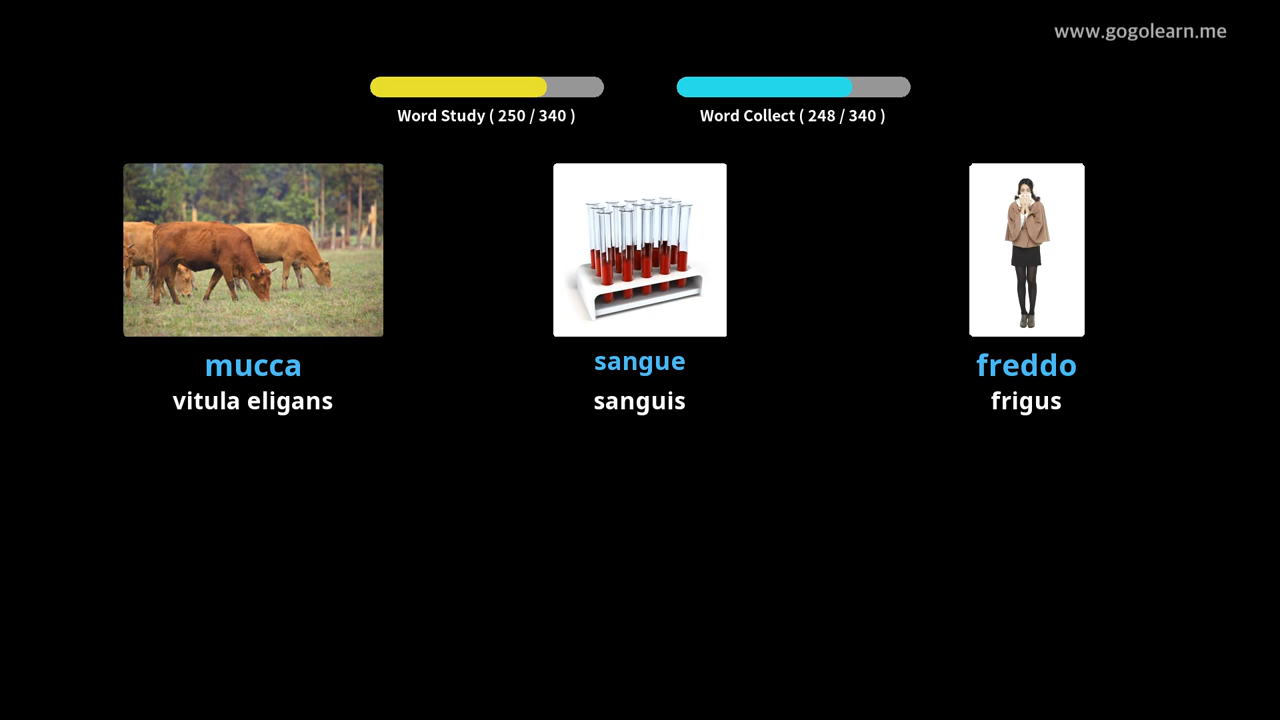 www.gogolearn.me
Word Study ( 250 / 340 )
Word Collect ( 248 / 340 )
mucca
vitula eligans
sangue
sanguis
freddo
frigus